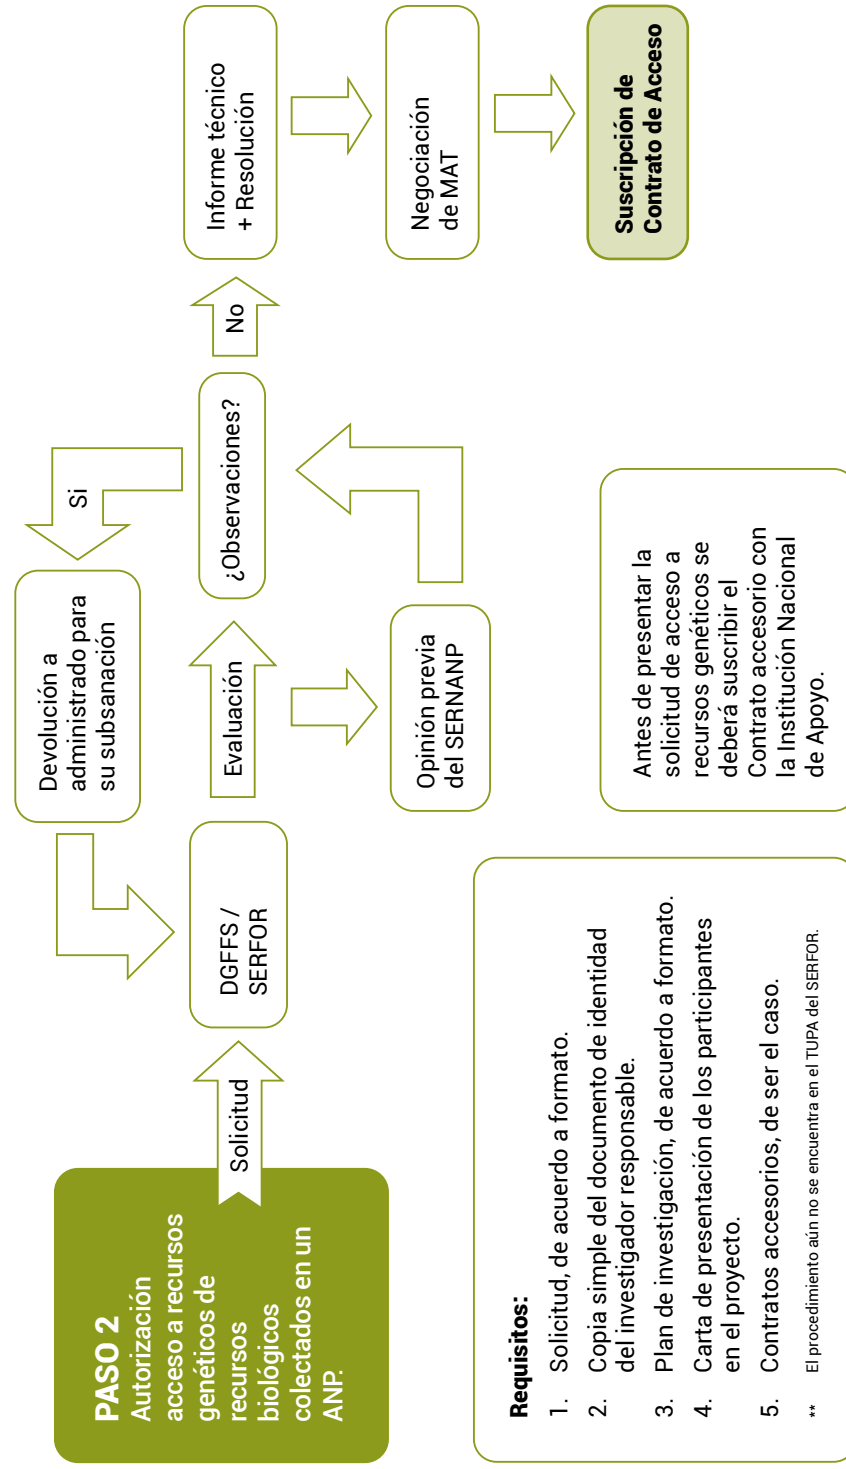 PASO 2
Autorización
acceso a recursos
genéticos de
recursos
biológicos
colectados en un
ANP.
Solicitud
DGFFS /
SERFOR
Devolución a
administrado para
su subsanación
Evaluación
Opinión previa
del SERNANP
¿Observaciones?
Si
No
Informe técnico
+ Resolución
Negociación
de MAT
Suscripción de
Contrato de Acceso
Requisitos:
1. Solicitud, de acuerdo a formato.
2. Copia simple del documento de identidad
del investigador responsable.
3. Plan de investigación, de acuerdo a formato.
4. Carta de presentación de los participantes
en el proyecto.
5. Contratos accesorios, de ser el caso.
** El procedimiento aún no se encuentra en el TUPA del SERFOR.
Antes de presentar la
solicitud de acceso a
recursos genéticos se
deberá suscribir el
Contrato accesorio con
la Institución Nacional
de Apoyo.